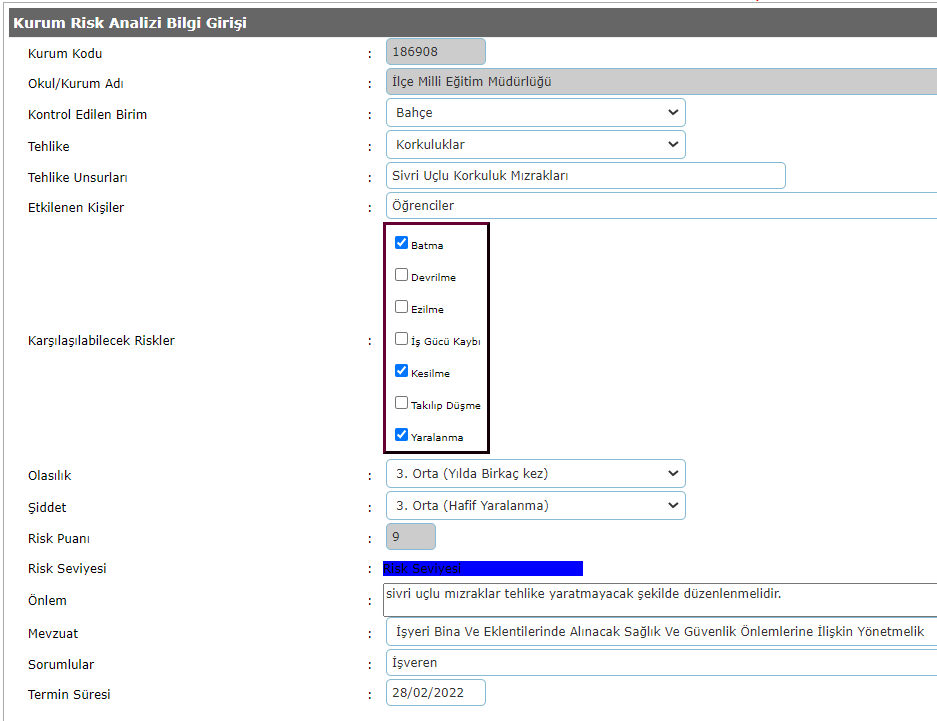 Kurum Risk Analizi Bilgi Girişi
Kurum Kodu : 186908
Okul/Kurum Adı : İlçe Milli Eğitim Müdürlüğü
Kontrol Edilen Birim : Bahçe
Tehlike : Korkuluklar
Tehlike Unsurları : Sivri Uçlu Korkuluk Mızrakları
Etkilenen Kişiler : Öğrenciler
Karşılaşılabilecek Riskler :
Batma
Devrilme
Ezilme
İş Gücü Kaybı
Kesilme
Takılıp Düşme
Yaralanma
Olasılık : 3. Orta (Yılda Birkaç kez)
Şiddet : 3. Orta (Hafif Yaralanma)
Risk Puanı : 9
Risk Seviyesi : Risk Seviyesi
Önlem : sivri uçlu mızraklar tehlike yaratmayacak şekilde düzenlenmelidir.
Mevzuat : İşyeri Bina Ve Eklentilerinde Alınacak Sağlık Ve Güvenlik Önlemlerine İlişkin Yönetmelik
Sorumlular : İşveren
Termin Süresi : 28/02/2022